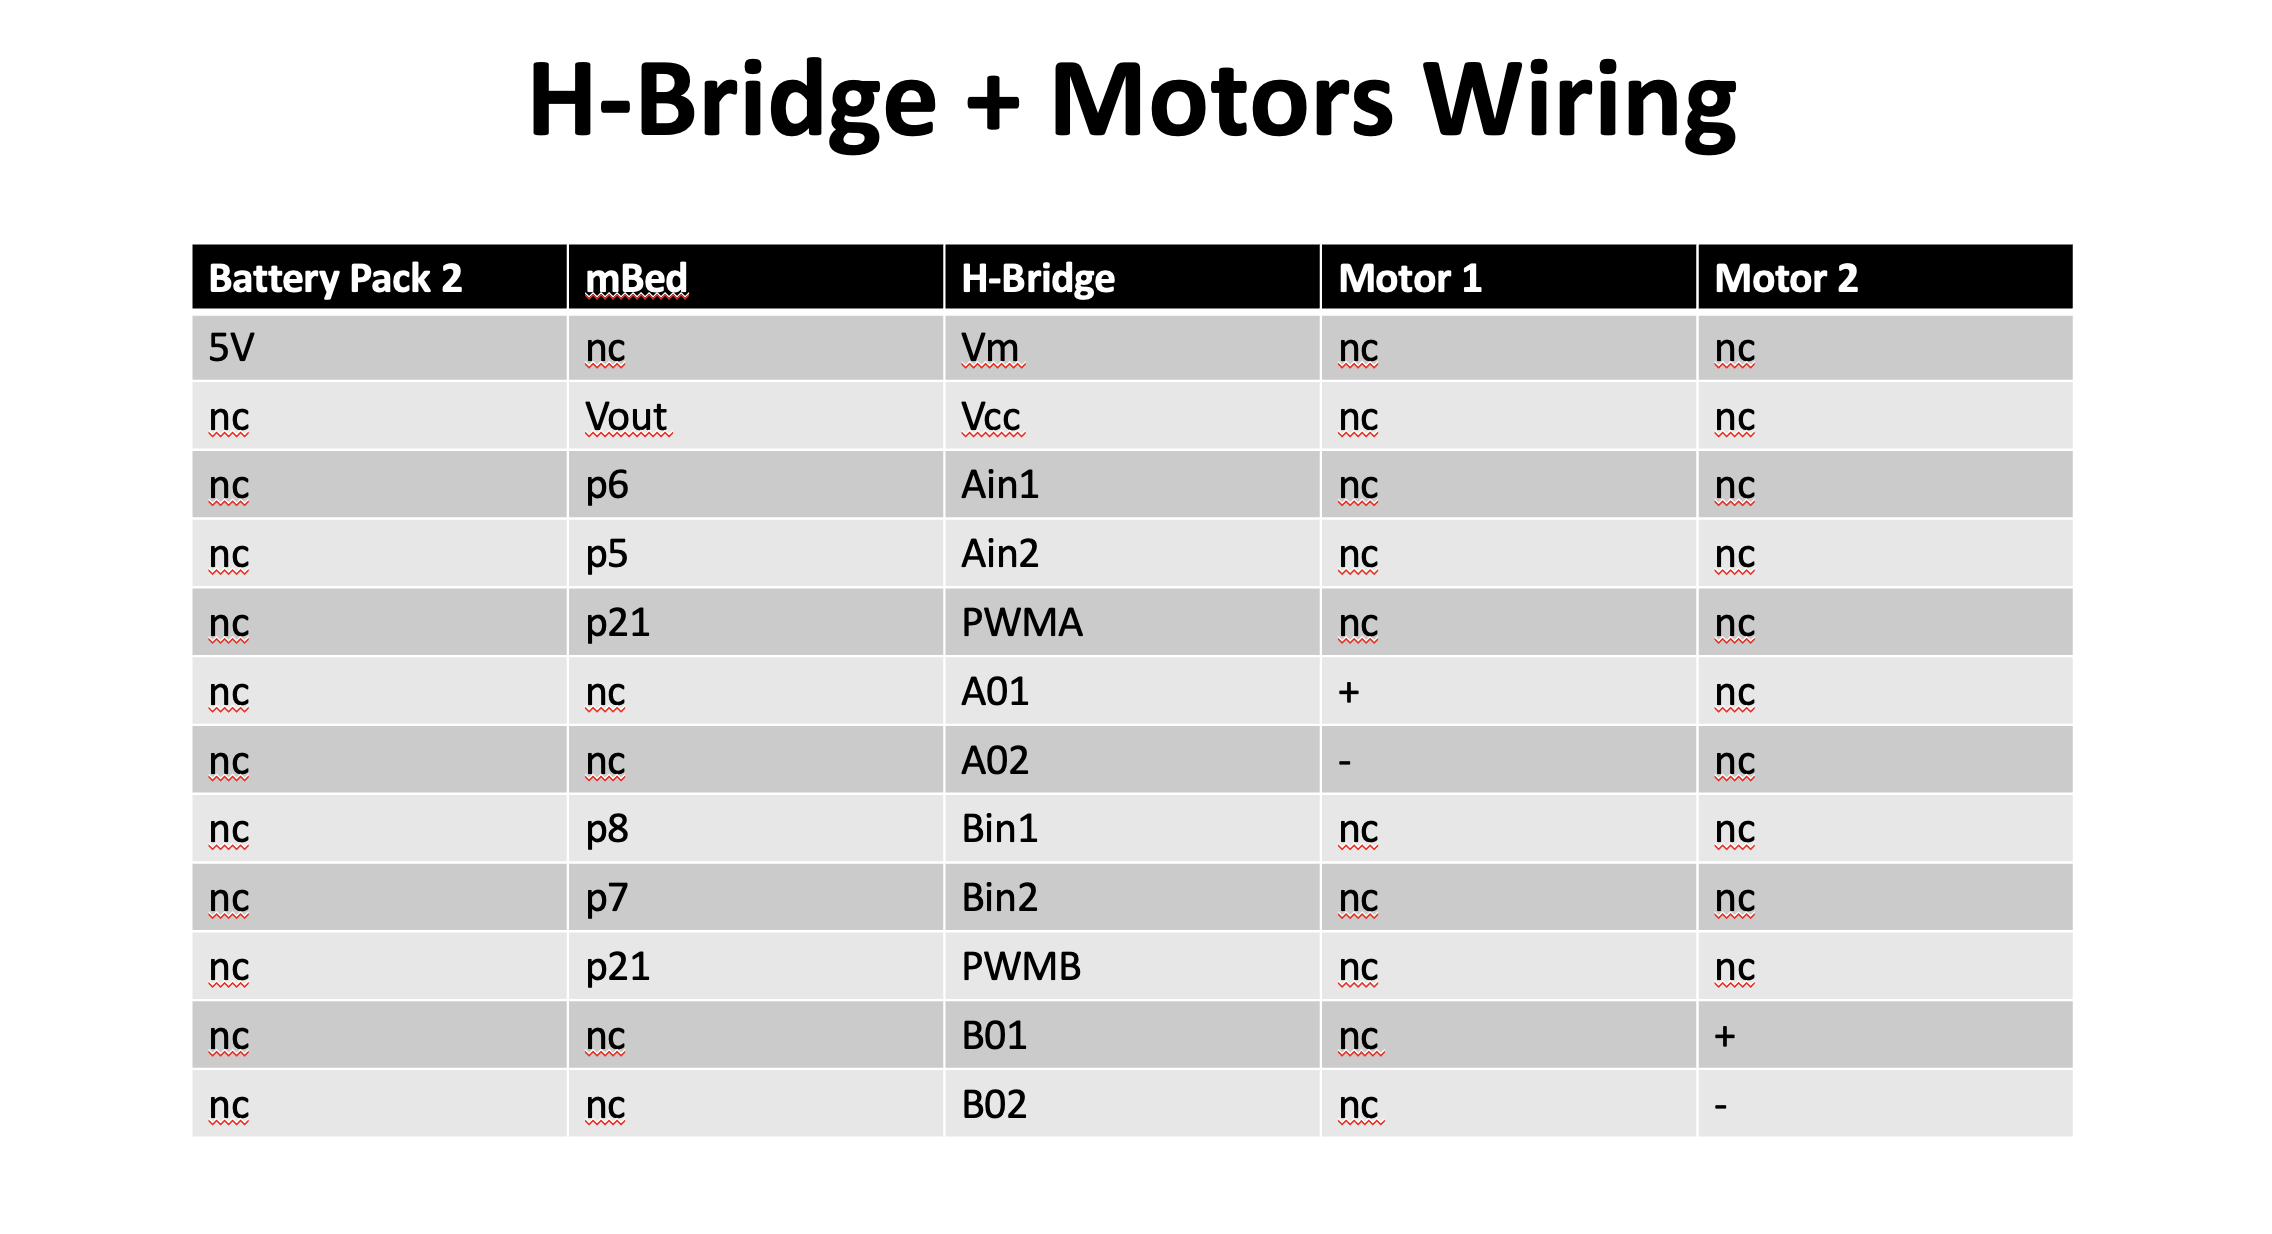 H-Bridge + Motors Wiring
Battery Pack 2 mBed H-Bridge Motor 1 Motor 2
5V nc Vm nc nc
nc Vout Vcc nc nc
nc p6 Ain1 nc nc
nc p5 Ain2 nc nc
nc p21 PWMA nc nc
nc nc A01 + nc
nc nc A02 - nc
nc p8 Bin1 nc nc
nc p7 Bin2 nc nc
nc p21 PWMB nc nc
nc nc B01 nc +
nc nc B02 nc -